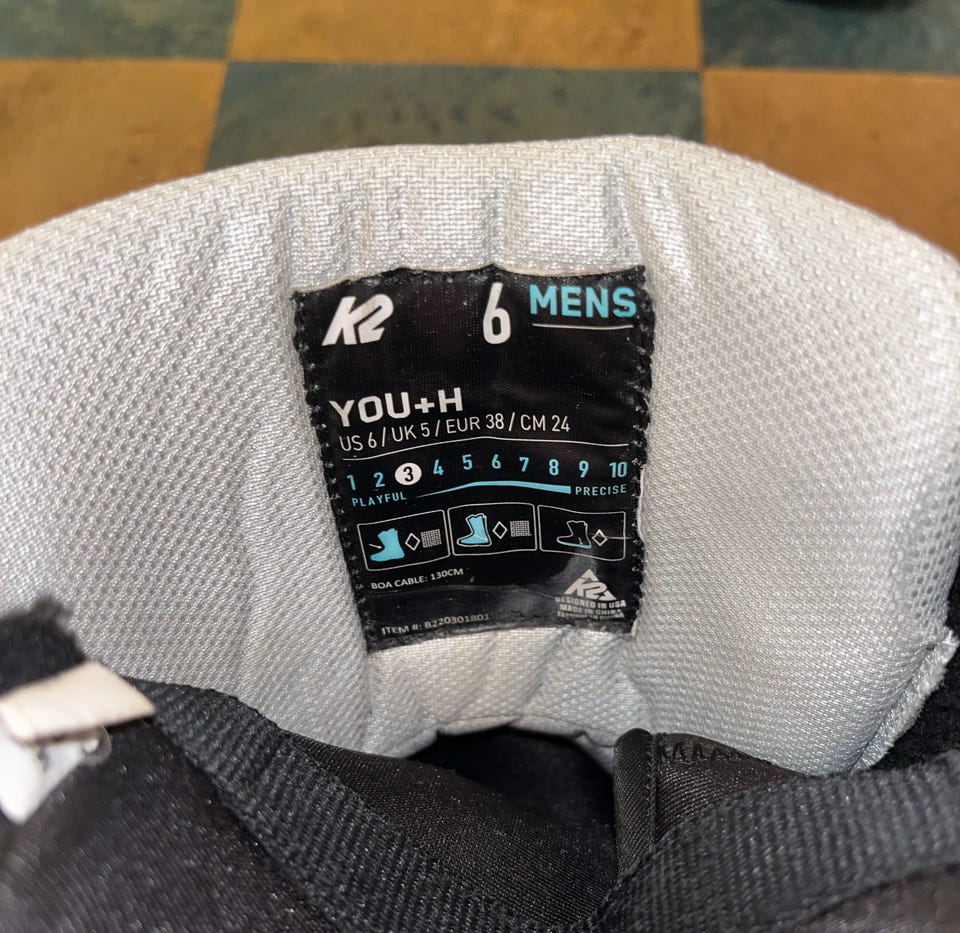 K2 6 MENS
YOU+H
US 6 / UK 5 / EUR 38 / CM 24
1 2 3 4 5 6 7 8 9 10
PLAYFUL PRECISE
BOA CABLE: 130CM
K2
DESIGNED IN USA
MADE IN CHINA
ITEM #: B220301801